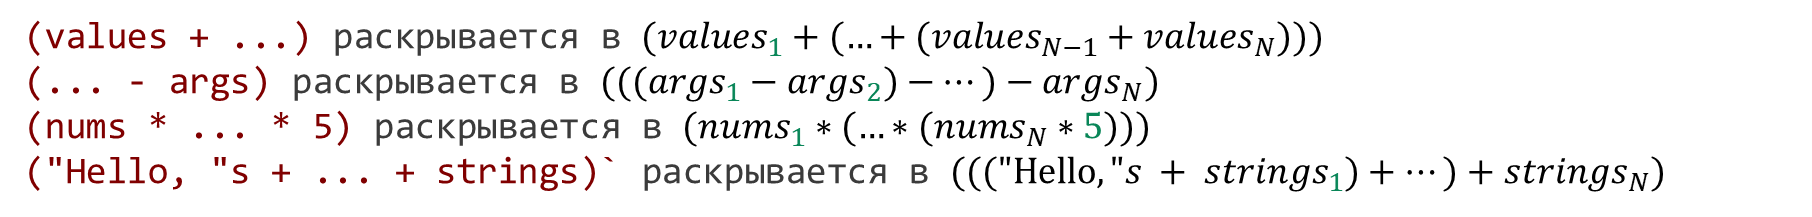 (values + ...) раскрывается в (values₁ + (… + (values_{N−1} + values_N)))
(... - args) раскрывается в (((args₁ − args₂) − ⋯ ) − args_N)
(nums * ... * 5) раскрывается в (nums₁ ∗ (… ∗ (nums_N ∗ 5)))
("Hello, "s + ... + strings)` раскрывается в ((("Hello, "s + strings₁) + ⋯ ) + strings_N)